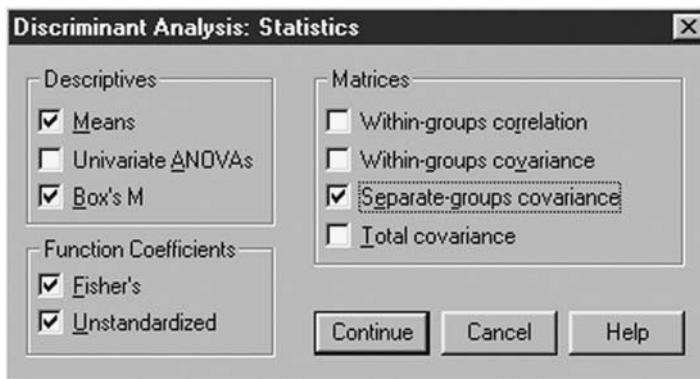 Discriminant Analysis: Statistics
Descriptives
Means
Univariate ANOVAs
Box's M
Function Coefficients
Fisher's
Unstandardized
Matrices
Within-groups correlation
Within-groups covariance
Separate-groups covariance
Total covariance
Continue
Cancel
Help